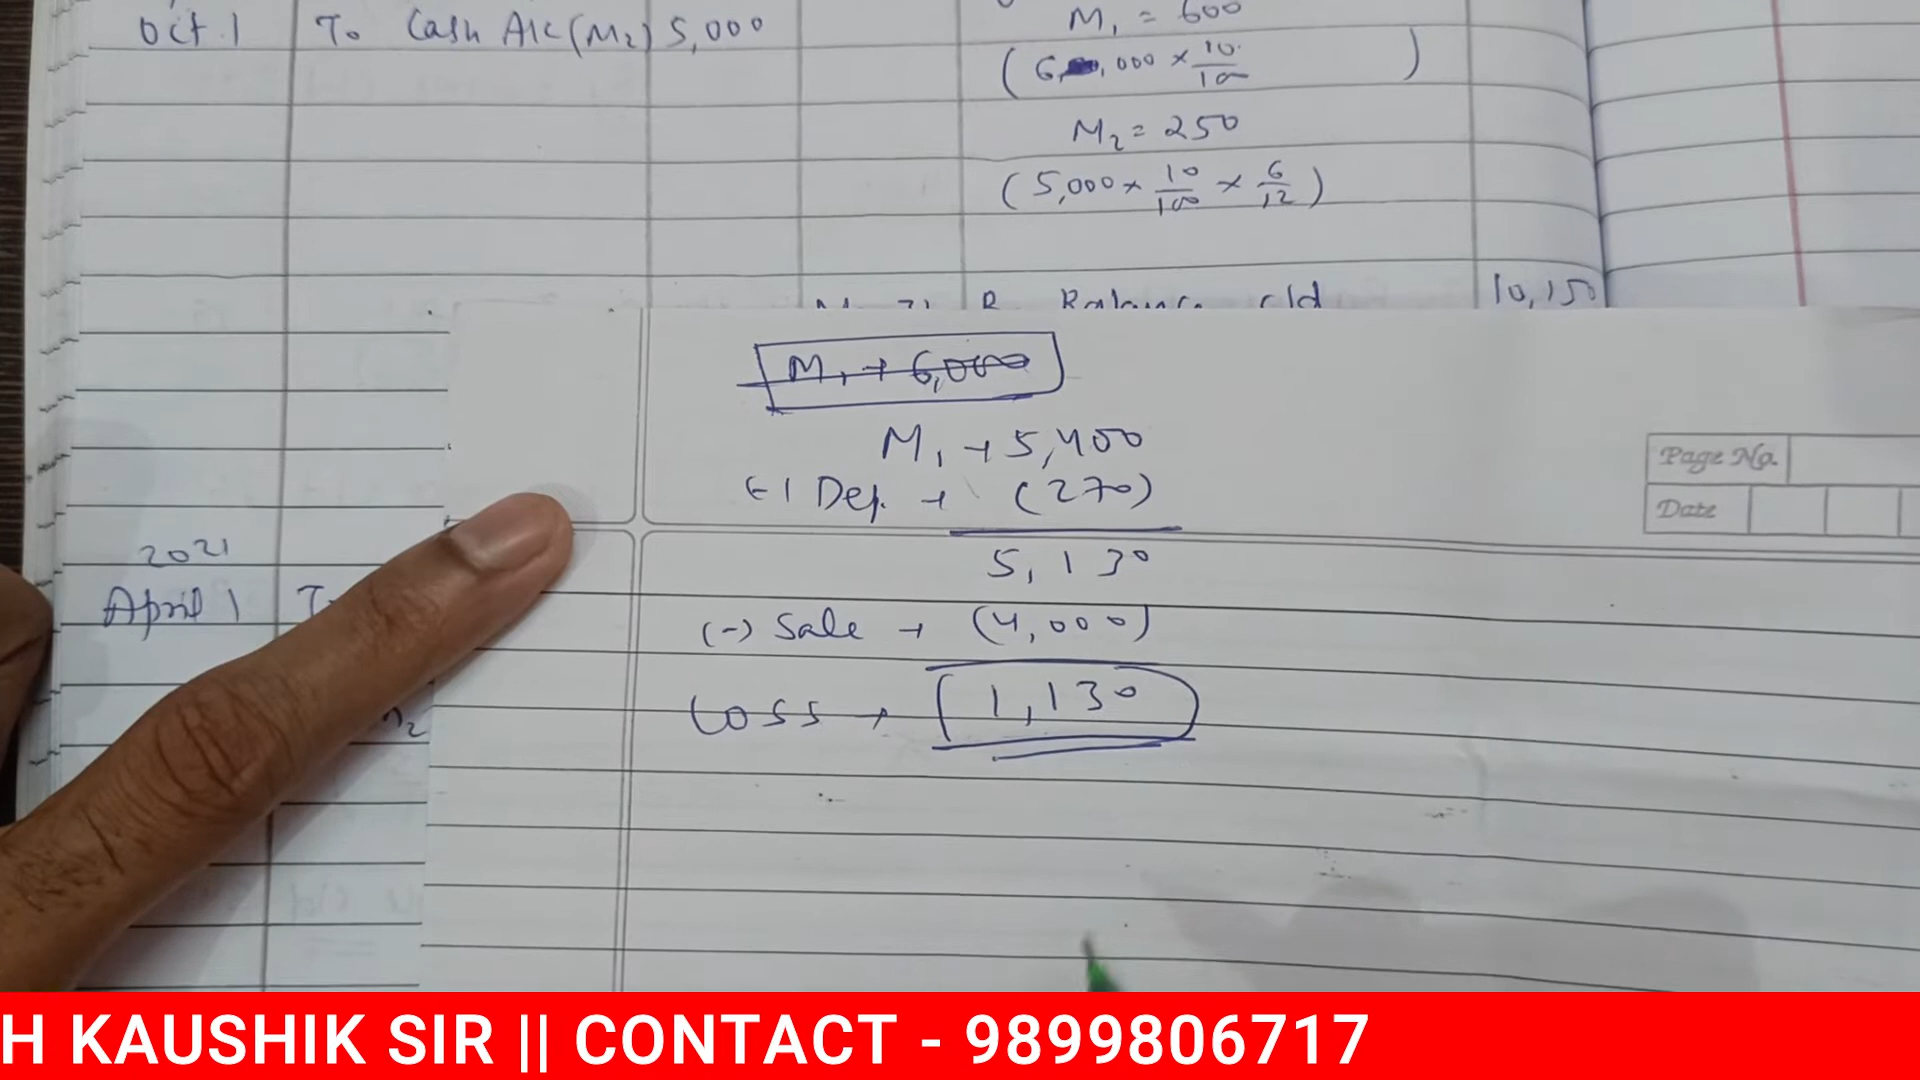 Oct. 1 To Cash A/c (M₂) 5,000
M₁ = 600
(6,000 × 10/100)
M₂ = 250
(5,000 × 10/100 × 6/12)
Balance c/d 10,150
M₁ → 6,000
M₁ → 5,400
(-) Dep. → (270)
5,130
(-) Sale → (4,000)
Loss → 1,130
2021
April 1
Page No.
Date
H KAUSHIK SIR || CONTACT - 9899806717